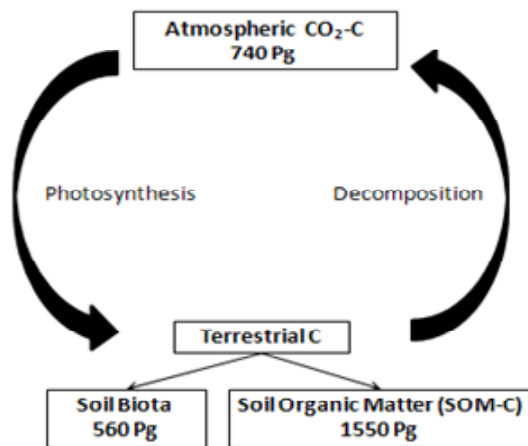 Atmospheric CO₂-C
740 Pg
Photosynthesis
Decomposition
Terrestrial C
Soil Biota
560 Pg
Soil Organic Matter (SOM-C)
1550 Pg